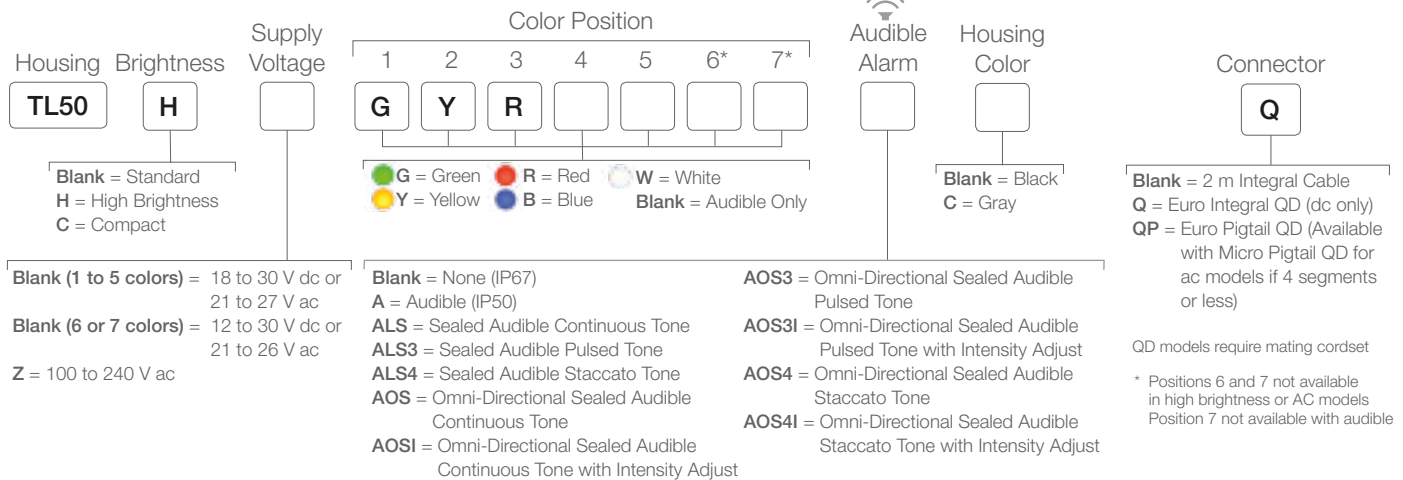 Color Position
Supply Voltage
Audible Alarm
Housing Color
Housing Brightness
1 2 3 4 5 6* 7*
Connector
TL50 H G Y R Q
Blank = Standard
H = High Brightness
C = Compact
G = Green R = Red W = White
Y = Yellow B = Blue Blank = Audible Only
Blank = Black
C = Gray
Blank = 2 m Integral Cable
Q = Euro Integral QD (dc only)
QP = Euro Pigtail QD (Available
with Micro Pigtail QD for
ac models if 4 segments
or less)
Blank (1 to 5 colors) = 18 to 30 V dc or
21 to 27 V ac
Blank (6 or 7 colors) = 12 to 30 V dc or
21 to 26 V ac
Z = 100 to 240 V ac
Blank = None (IP67)
A = Audible (IP50)
ALS = Sealed Audible Continuous Tone
ALS3 = Sealed Audible Pulsed Tone
ALS4 = Sealed Audible Staccato Tone
AOS = Omni-Directional Sealed Audible
Continuous Tone
AOSI = Omni-Directional Sealed Audible
Continuous Tone with Intensity Adjust
AOS3 = Omni-Directional Sealed Audible
Pulsed Tone
AOS3I = Omni-Directional Sealed Audible
Pulsed Tone with Intensity Adjust
AOS4 = Omni-Directional Sealed Audible
Staccato Tone
AOS4I = Omni-Directional Sealed Audible
Staccato Tone with Intensity Adjust
QD models require mating cordset
* Positions 6 and 7 not available
in high brightness or AC models
Position 7 not available with audible